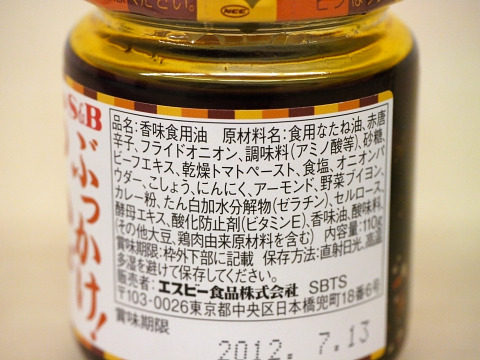 S&B
ぶっかけ!
品名:香味食用油 原材料名:食用なたね油、赤唐
辛子、フライドオニオン、調味料(アミノ酸等)、砂糖、
ビーフエキス、乾燥トマトペースト、食塩、オニオンパ
ウダー、こしょう、にんにく、アーモンド、野菜ブイヨン、
カレー粉、たん白加水分解物(ゼラチン)、セルロース、
酵母エキス、酸化防止剤(ビタミンE)、香味油、酸味料、
(その他大豆、鶏肉由来原材料を含む) 内容量:110g
賞味期限:枠外下部に記載 保存方法:直射日光、高温
多湿を避けて保存してください。
販売者:エスビー食品株式会社 SBTS
〒103-0026東京都中央区日本橋兜町18番6号
賞味期限
2012. 7.13